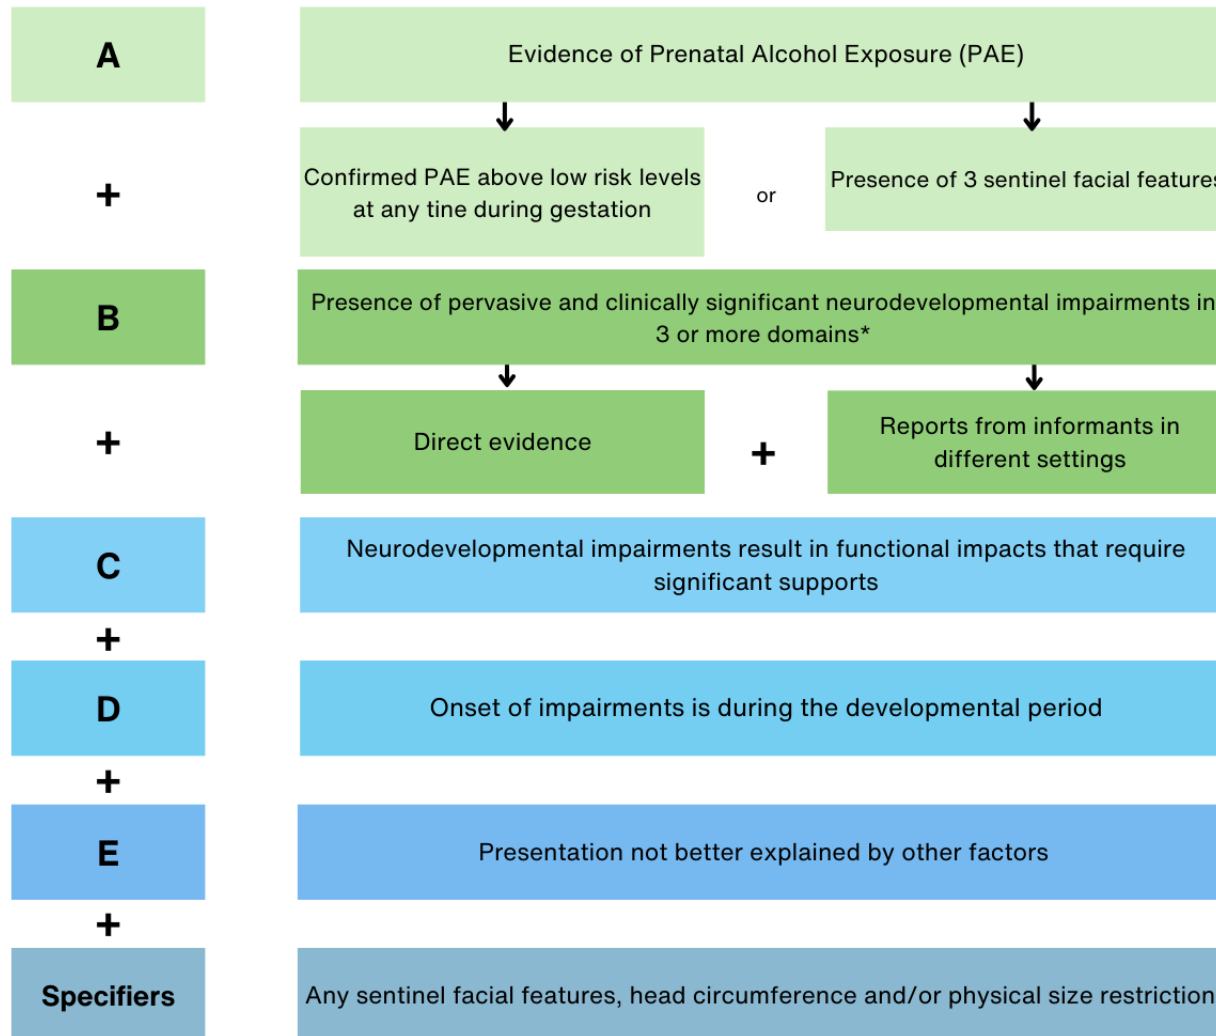 A
Evidence of Prenatal Alcohol Exposure (PAE)
+
Confirmed PAE above low risk levels
at any tine during gestation
or
Presence of 3 sentinel facial features
B
Presence of pervasive and clinically significant neurodevelopmental impairments in
3 or more domains*
+
Direct evidence
+
Reports from informants in
different settings
C
Neurodevelopmental impairments result in functional impacts that require
significant supports
+
D
Onset of impairments is during the developmental period
+
E
Presentation not better explained by other factors
+
Specifiers
Any sentinel facial features, head circumference and/or physical size restriction